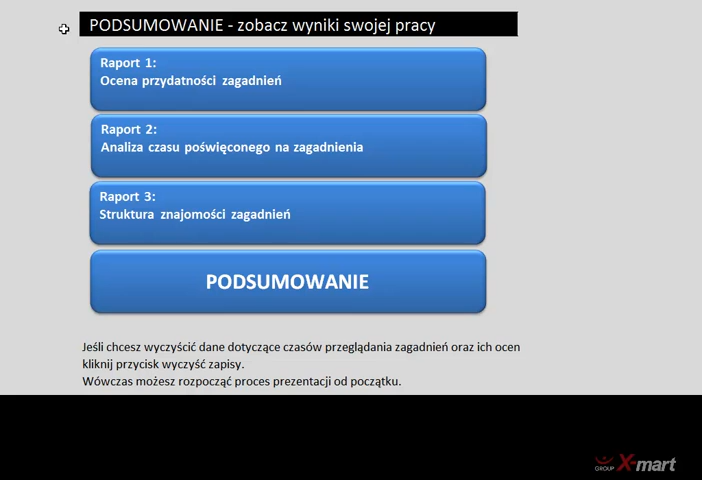 PODSUMOWANIE - zobacz wyniki swojej pracy
Raport 1:
Ocena przydatności zagadnień
Raport 2:
Analiza czasu poświęconego na zagadnienia
Raport 3:
Struktura znajomości zagadnień
PODSUMOWANIE
Jeśli chcesz wyczyścić dane dotyczące czasów przeglądania zagadnień oraz ich ocen
kliknij przycisk wyczyść zapisy.
Wówczas możesz rozpocząć proces prezentacji od początku.
GROUP X-mart